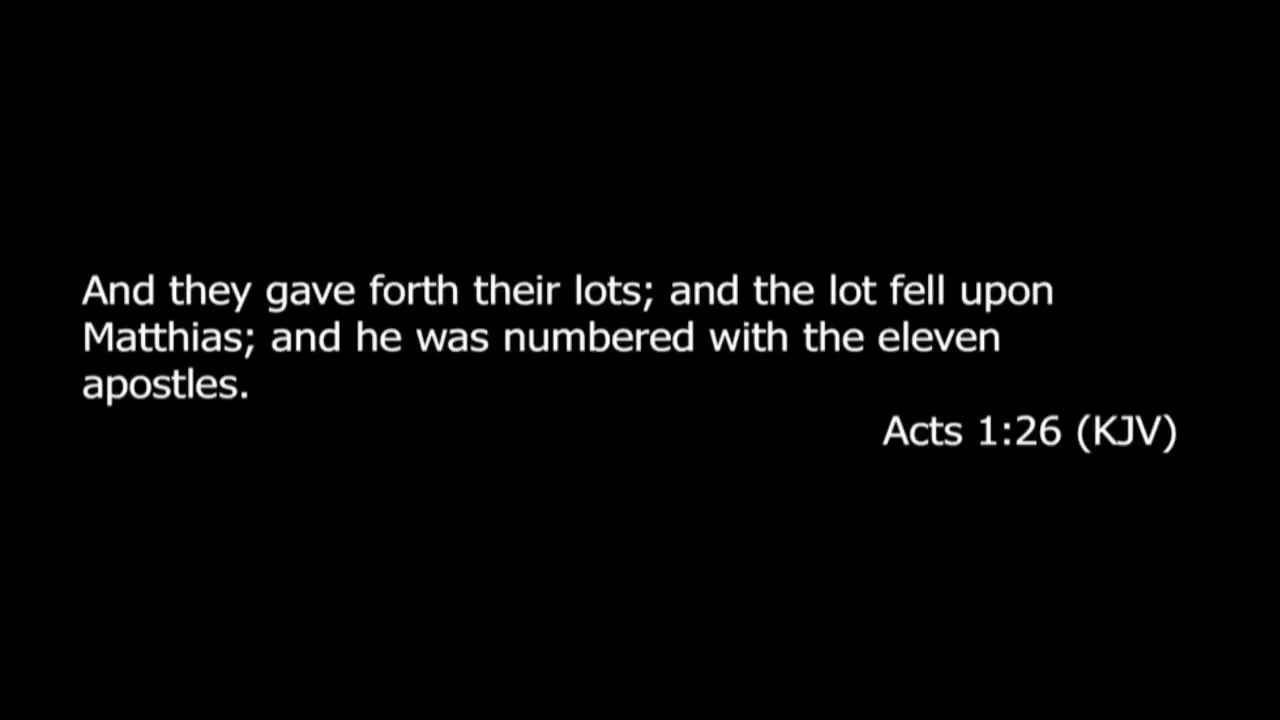 And they gave forth their lots; and the lot fell upon
Matthias; and he was numbered with the eleven
apostles.
Acts 1:26 (KJV)